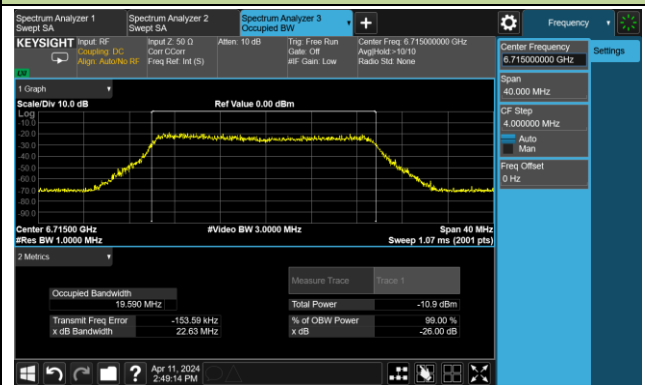 Spectrum Analyzer 1
Swept SA
Spectrum Analyzer 2
Swept SA
Spectrum Analyzer 3
Occupied BW
Frequency
KEYSIGHT
Input: RF
Coupling: DC
Align: Auto/No RF
Input Z: 50 Ω
Corr CCorr
Freq Ref: Int (S)
Atten: 10 dB
Trig: Free Run
Gate: Off
#IF Gain: Low
Center Freq: 6.715000000 GHz
Avg|Hold:>10/10
Radio Std: None
Center Frequency
6.715000000 GHz
Settings
Span
40.000 MHz
CF Step
4.000000 MHz
Auto
Man
Freq Offset
0 Hz
1 Graph
Scale/Div 10.0 dB
Ref Value 0.00 dBm
Log
-10.0
-20.0
-30.0
-40.0
-50.0
-60.0
-70.0
-80.0
-90.0
Center 6.71500 GHz
#Video BW 3.0000 MHz
Span 40 MHz
#Res BW 1.0000 MHz
Sweep 1.07 ms (2001 pts)
2 Metrics
Measure Trace
Trace 1
Occupied Bandwidth
19.590 MHz
Total Power
-10.9 dBm
Transmit Freq Error
-153.59 kHz
% of OBW Power
99.00 %
x dB Bandwidth
22.63 MHz
x dB
-26.00 dB
?
Apr 11, 2024
2:49:14 PM